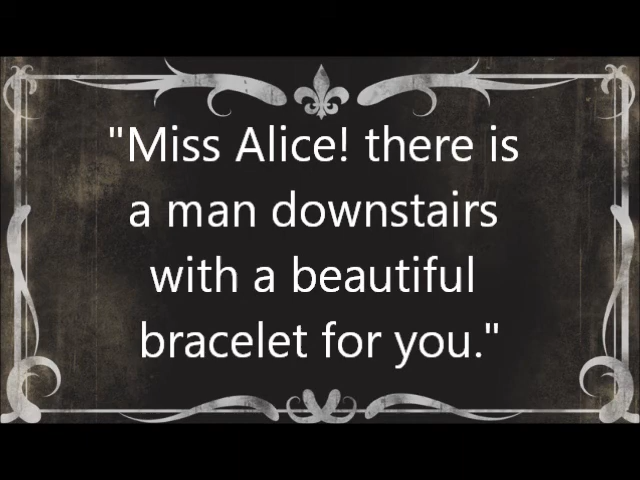 "Miss Alice! there is
a man downstairs
with a beautiful
bracelet for you."